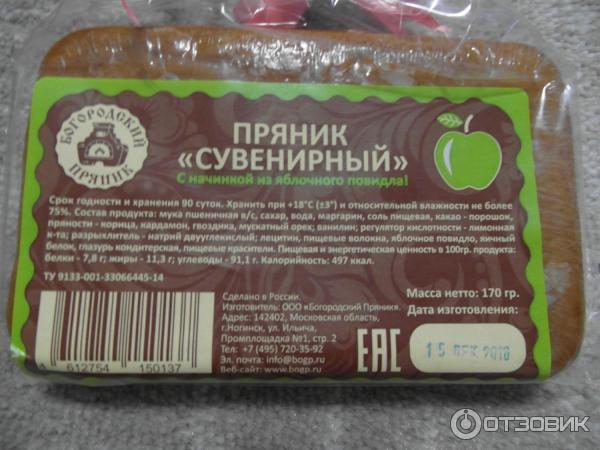 БОГОРОДСКИЙ
ПРЯНИК
ПРЯНИК
«СУВЕНИРНЫЙ»
С начинкой из яблочного повидла!
Срок годности и хранения 90 суток. Хранить при +18°С (±3°) и относительной влажности не более
75%. Состав продукта: мука пшеничная в/с, сахар, вода, маргарин, соль пищевая, какао - порошок,
пряности - корица, кардамон, гвоздика, мускатный орех; ванилин; регулятор кислотности - лимонная
к-та; разрыхлитель - натрий двууглекислый; лецитин, пищевые волокна, яблочное повидло, яичный
белок, глазурь кондитерская, пищевые красители. Пищевая и энергетическая ценность в 100гр. продукта:
белки - 7,8 г; жиры - 11,3 г; углеводы - 91,1 г. Калорийность: 497 ккал.
ТУ 9133-001-33066445-14
Сделано в России.
Изготовитель: ООО «Богородский Пряник».
Адрес: 142402, Московская область,
г.Ногинск, ул. Ильича,
Промплощадка №1, стр. 2
Тел: +7 (495) 720-35-92
Эл. почта: info@bogp.ru
Веб-сайт: www.bogp.ru
4 612754 150137
ЕАС
Масса нетто: 170 гр.
Дата изготовления:
15 ДЕК 2018
ОТЗОВИК